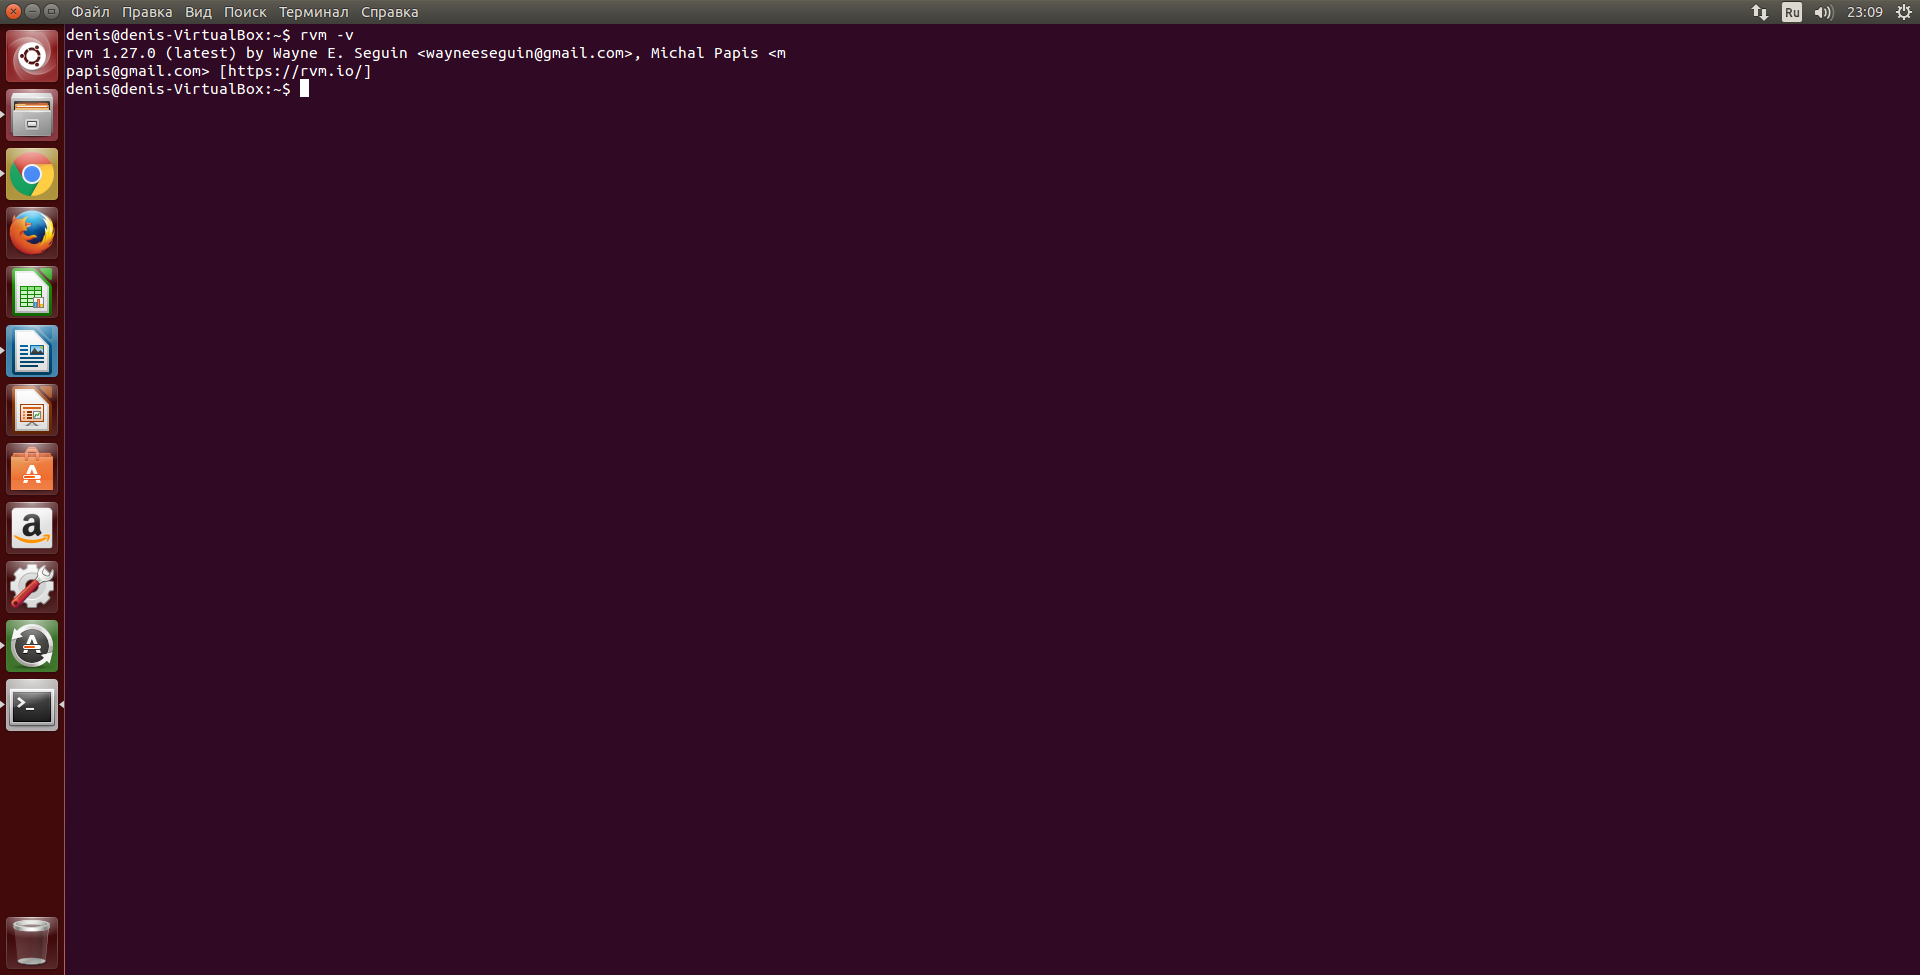 Файл Правка Вид Поиск Терминал Справка Ru 23:09
denis@denis-VirtualBox:~$ rvm -v
rvm 1.27.0 (latest) by Wayne E. Seguin <wayneeseguin@gmail.com>, Michal Papis <m
papis@gmail.com> [https://rvm.io/]
denis@denis-VirtualBox:~$